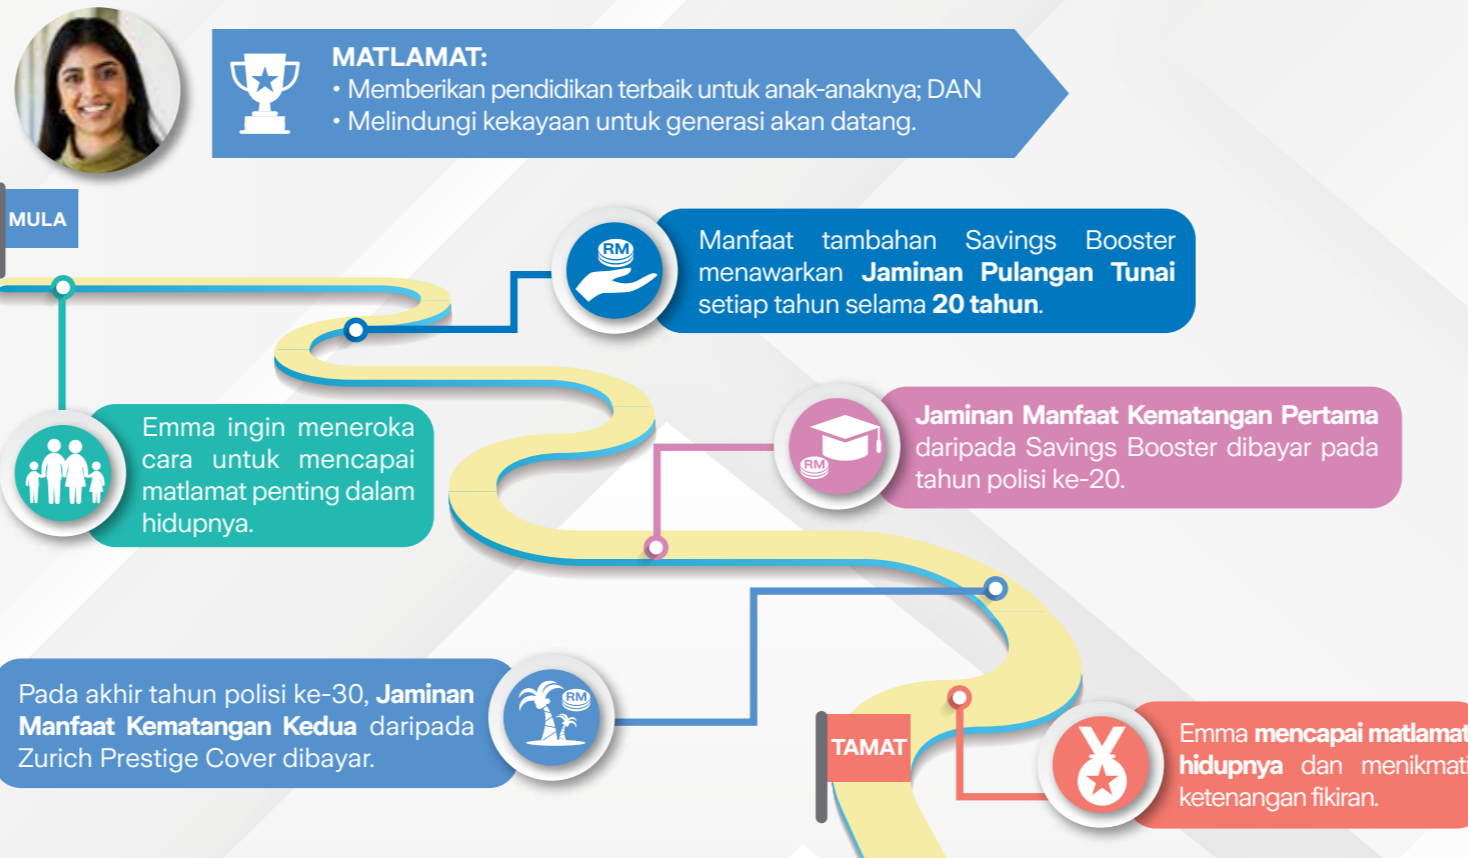 MATLAMAT:
• Memberikan pendidikan terbaik untuk anak-anaknya; DAN
• Melindungi kekayaan untuk generasi akan datang.
MULA
RM
Manfaat tambahan Savings Booster
menawarkan Jaminan Pulangan Tunai
setiap tahun selama 20 tahun.
Emma ingin meneroka
cara untuk mencapai
matlamat penting dalam
hidupnya.
RM
Jaminan Manfaat Kematangan Pertama
daripada Savings Booster dibayar pada
tahun polisi ke-20.
Pada akhir tahun polisi ke-30, Jaminan
Manfaat Kematangan Kedua daripada
Zurich Prestige Cover dibayar.
RM
TAMAT
Emma mencapai matlamat
hidupnya dan menikmati
ketenangan fikiran.